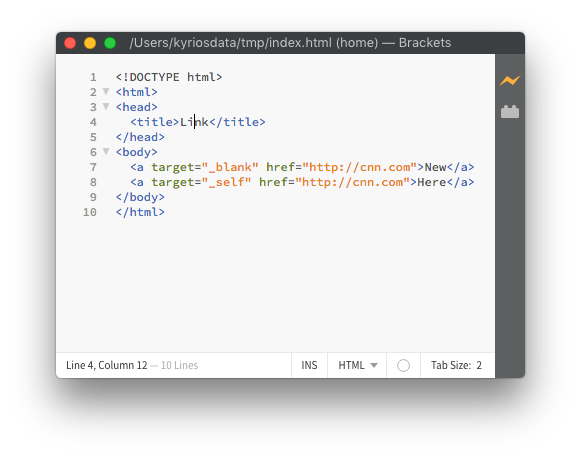 /Users/kyriosdata/tmp/index.html (home) — Brackets
1 <!DOCTYPE html>
2 <html>
3 <head>
4   <title>Link</title>
5 </head>
6 <body>
7   <a target="_blank" href="http://cnn.com">New</a>
8   <a target="_self" href="http://cnn.com">Here</a>
9 </body>
10 </html>
Line 4, Column 12 — 10 Lines INS HTML Tab Size: 2